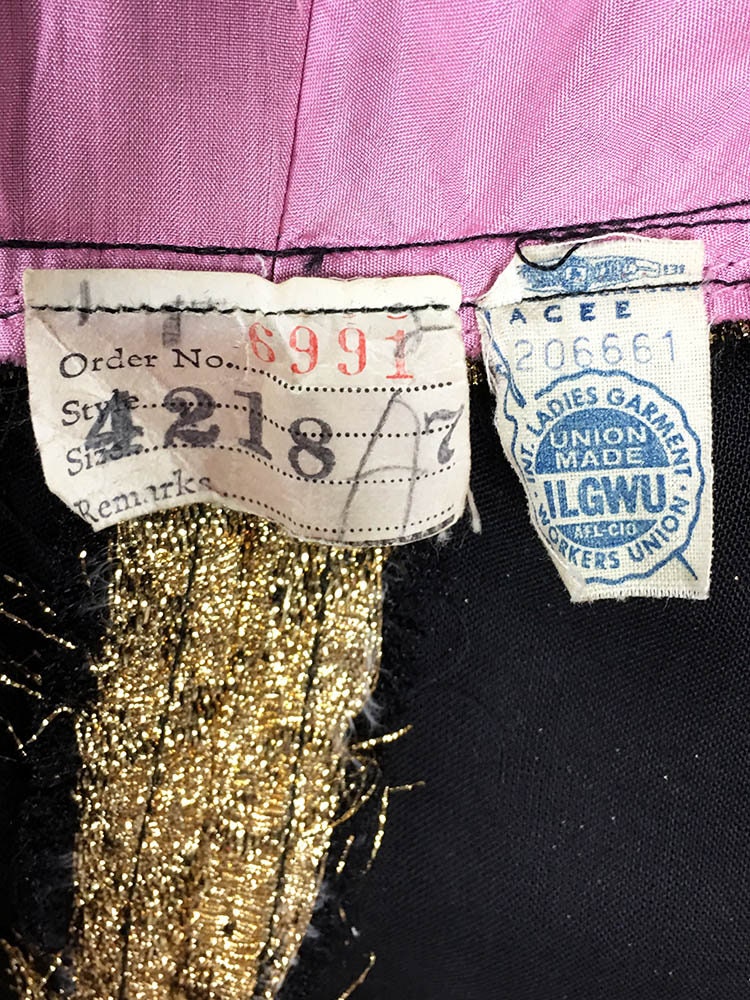 Order No. 6991
Style
4218 A 7
Size
Remarks
ACEE
206661
INT. LADIES GARMENT WORKERS UNION
UNION
MADE
ILGWU
AFL-CIO